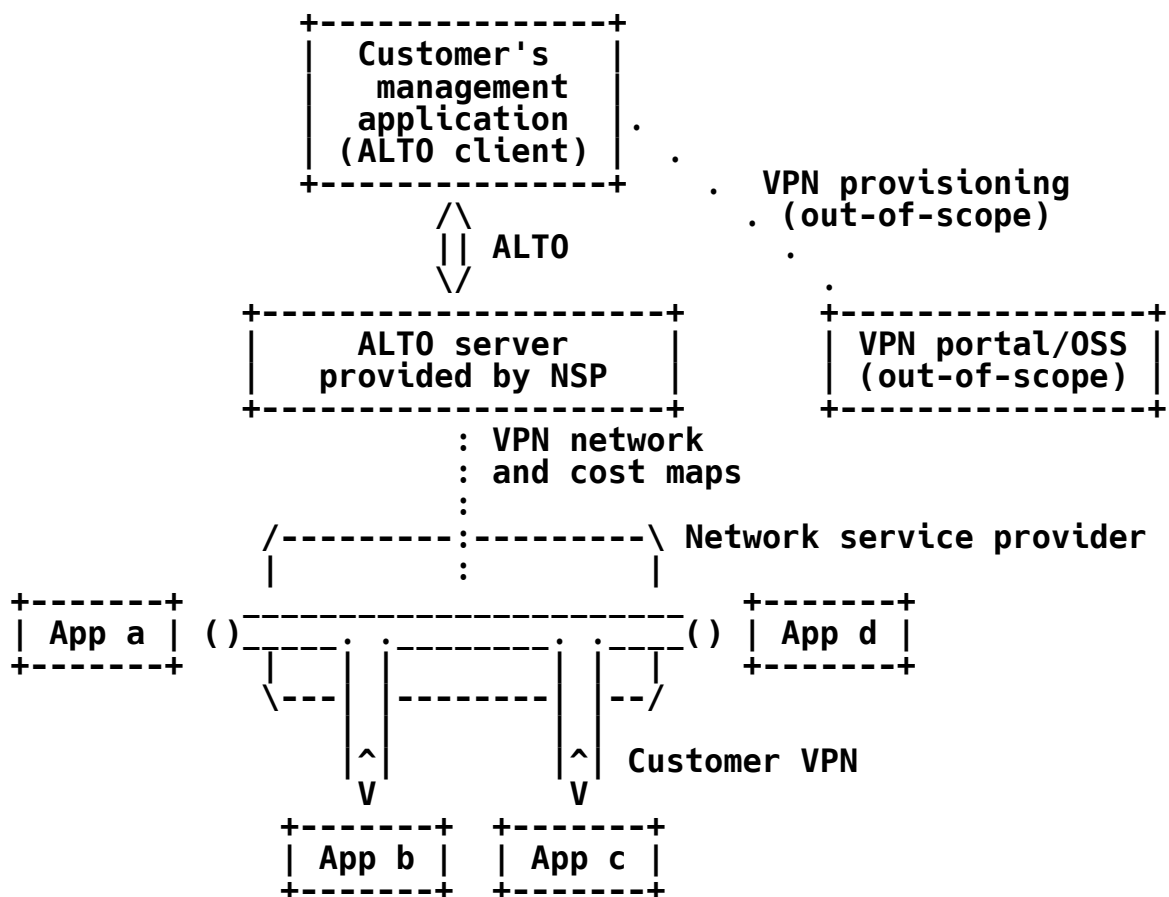 Customer's
management
application
(ALTO client)
VPN provisioning
(out-of-scope)
ALTO
ALTO server
provided by NSP
VPN portal/OSS
(out-of-scope)
VPN network
and cost maps
Network service provider
App a
App d
Customer VPN
App b
App c